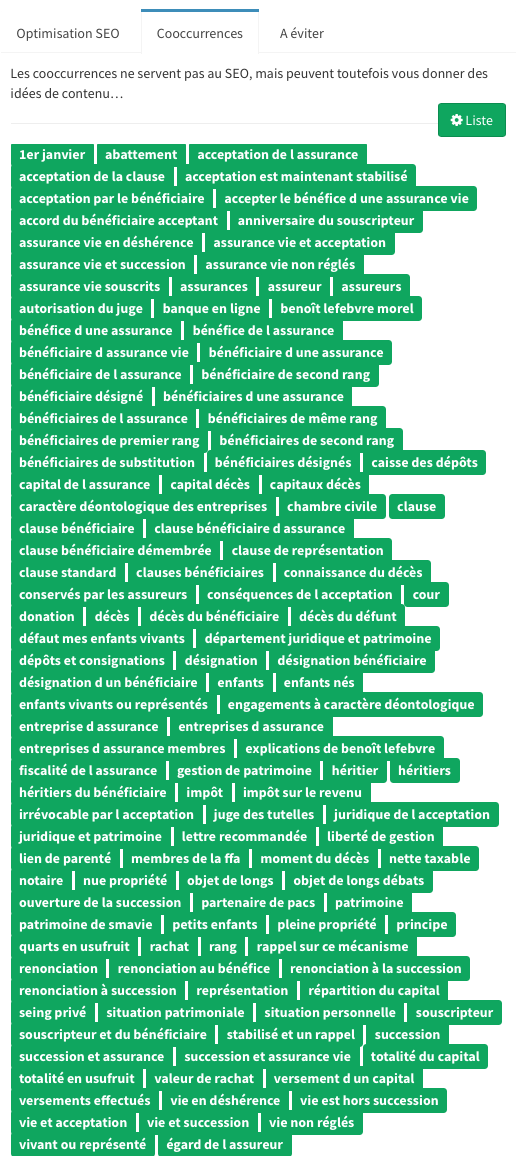 Optimisation SEO Cooccurrences A éviter
Les cooccurrences ne servent pas au SEO, mais peuvent toutefois vous donner des
idées de contenu…
Liste
1er janvier abattement acceptation de l assurance
acceptation de la clause acceptation est maintenant stabilisé
acceptation par le bénéficiaire accepter le bénéfice d une assurance vie
accord du bénéficiaire acceptant anniversaire du souscripteur
assurance vie en déshérence assurance vie et acceptation
assurance vie et succession assurance vie non réglés
assurance vie souscrits assurances assureur assureurs
autorisation du juge banque en ligne benoît lefebvre morel
bénéfice d une assurance bénéfice de l assurance
bénéficiaire d assurance vie bénéficiaire d une assurance
bénéficiaire de l assurance bénéficiaire de second rang
bénéficiaire désigné bénéficiaires d une assurance
bénéficiaires de l assurance bénéficiaires de même rang
bénéficiaires de premier rang bénéficiaires de second rang
bénéficiaires de substitution bénéficiaires désignés caisse des dépôts
capital de l assurance capital décès capitaux décès
caractère déontologique des entreprises chambre civile clause
clause bénéficiaire clause bénéficiaire d assurance
clause bénéficiaire démembrée clause de représentation
clause standard clauses bénéficiaires connaissance du décès
conservés par les assureurs conséquences de l acceptation cour
donation décès décès du bénéficiaire décès du défunt
défaut mes enfants vivants département juridique et patrimoine
dépôts et consignations désignation désignation bénéficiaire
désignation d un bénéficiaire enfants enfants nés
enfants vivants ou représentés engagements à caractère déontologique
entreprise d assurance entreprises d assurance
entreprises d assurance membres explications de benoît lefebvre
fiscalité de l assurance gestion de patrimoine héritier héritiers
héritiers du bénéficiaire impôt impôt sur le revenu
irrévocable par l acceptation juge des tutelles juridique de l acceptation
juridique et patrimoine lettre recommandée liberté de gestion
lien de parenté membres de la ffa moment du décès nette taxable
notaire nue propriété objet de longs objet de longs débats
ouverture de la succession partenaire de pacs patrimoine
patrimoine de smavie petits enfants pleine propriété principe
quarts en usufruit rachat rang rappel sur ce mécanisme
renonciation renonciation au bénéfice renonciation à la succession
renonciation à succession représentation répartition du capital
seing privé situation patrimoniale situation personnelle souscripteur
souscripteur et du bénéficiaire stabilisé et un rappel succession
succession et assurance succession et assurance vie totalité du capital
totalité en usufruit valeur de rachat versement d un capital
versements effectués vie en déshérence vie est hors succession
vie et acceptation vie et succession vie non réglés
vivant ou représenté égard de l assureur